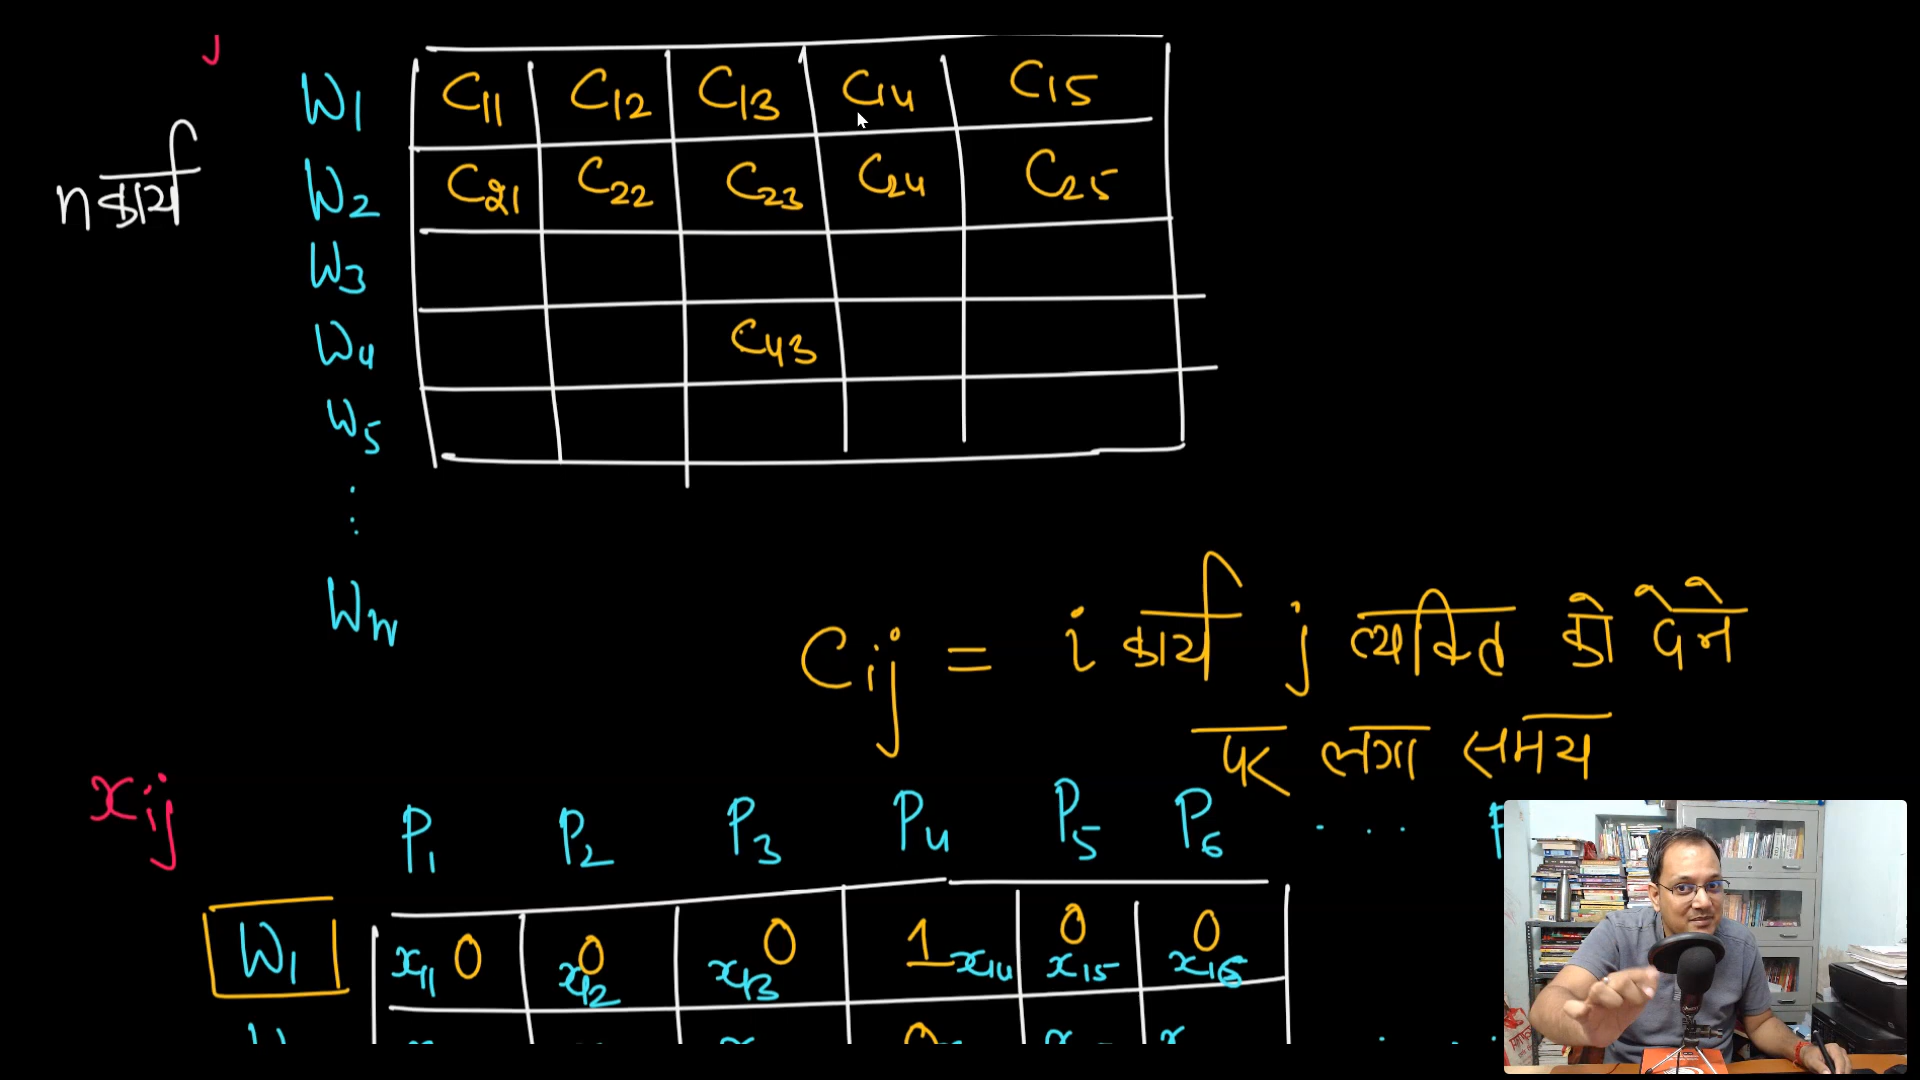 j
W1 C11 C12 C13 C14 C15
n कार्य
W2 C21 C22 C23 C24 C25
W3
W4 C43
W5
:
:
Wn
Cij = i कार्य j व्यक्ति को देने
पर लगा समय
xij
P1 P2 P3 P4 P5 P6 ...
W1 x11 0 x12 0 x13 0 1 x14 0 x15 0 x16